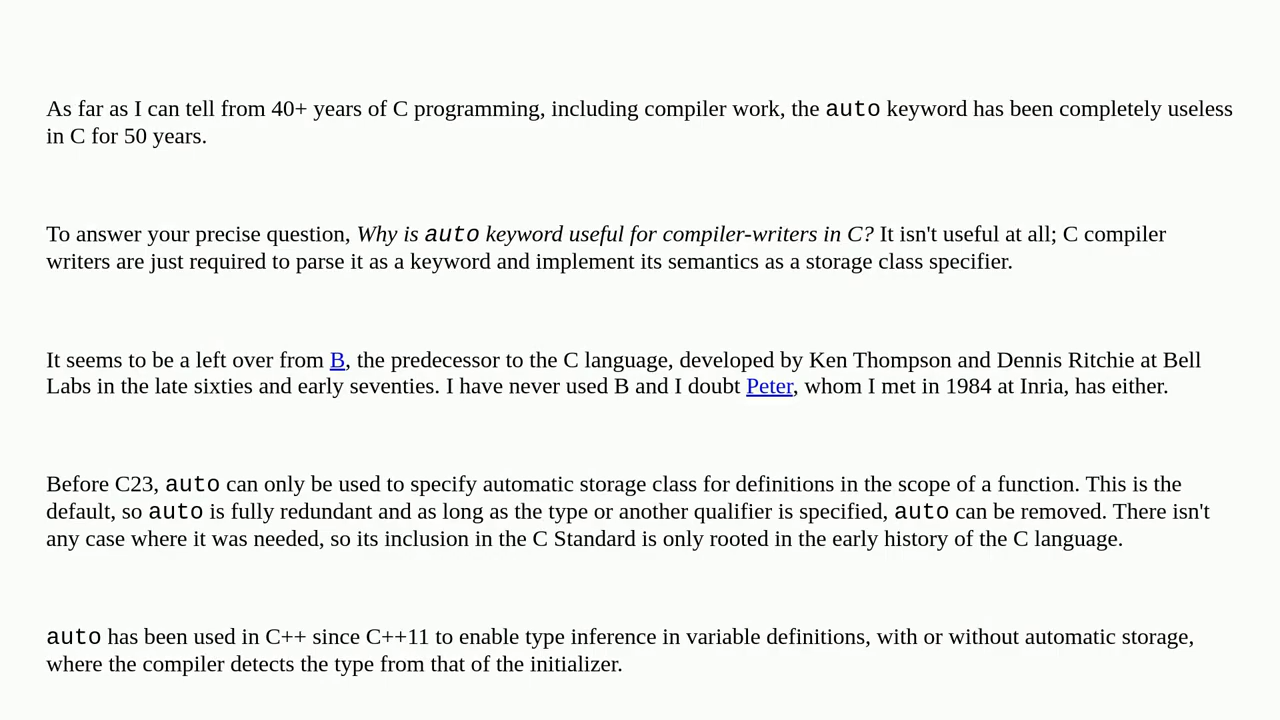 As far as I can tell from 40+ years of C programming, including compiler work, the auto keyword has been completely useless
in C for 50 years.
To answer your precise question, Why is auto keyword useful for compiler-writers in C? It isn't useful at all; C compiler
writers are just required to parse it as a keyword and implement its semantics as a storage class specifier.
It seems to be a left over from B, the predecessor to the C language, developed by Ken Thompson and Dennis Ritchie at Bell
Labs in the late sixties and early seventies. I have never used B and I doubt Peter, whom I met in 1984 at Inria, has either.
Before C23, auto can only be used to specify automatic storage class for definitions in the scope of a function. This is the
default, so auto is fully redundant and as long as the type or another qualifier is specified, auto can be removed. There isn't
any case where it was needed, so its inclusion in the C Standard is only rooted in the early history of the C language.
auto has been used in C++ since C++11 to enable type inference in variable definitions, with or without automatic storage,
where the compiler detects the type from that of the initializer.